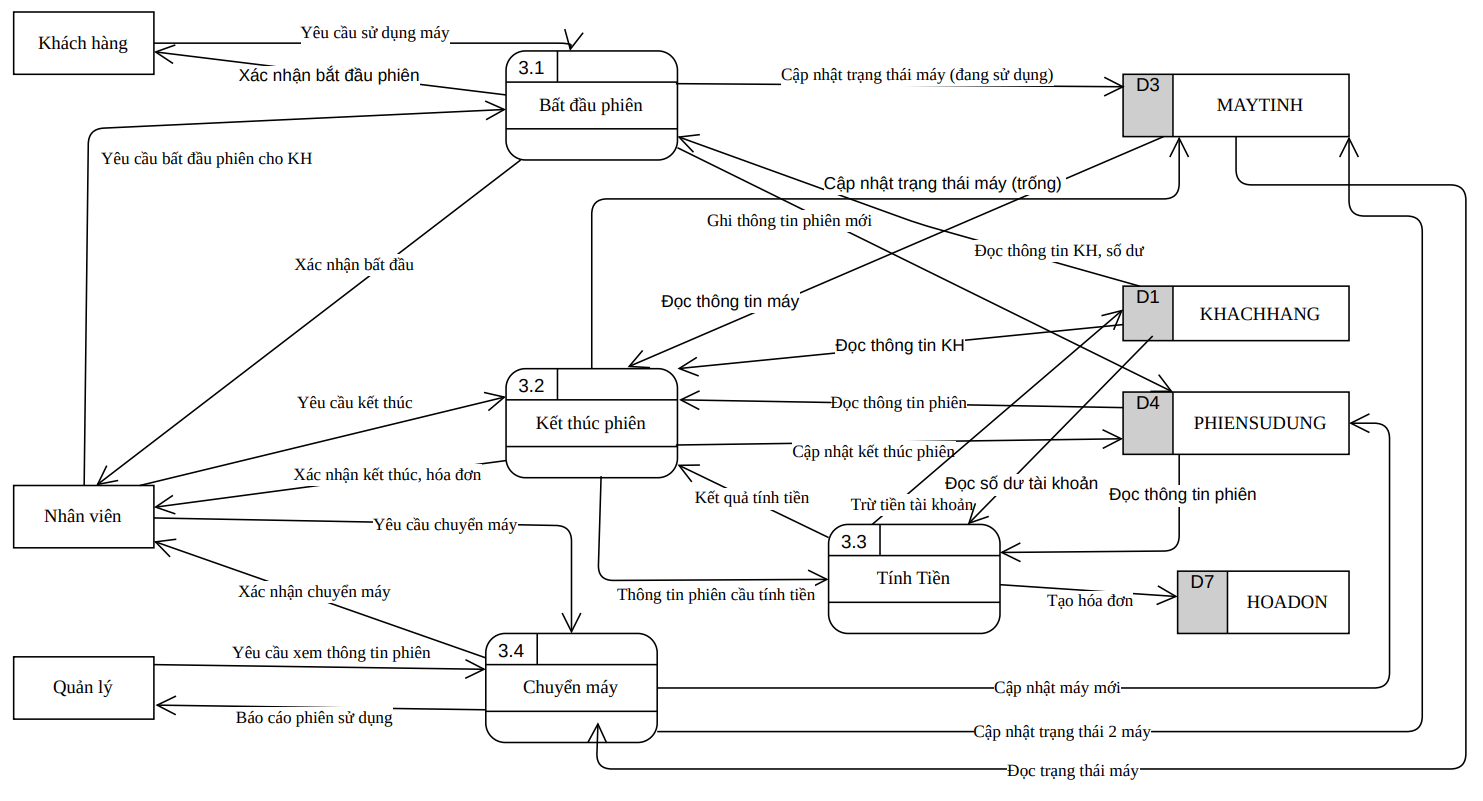 Khách hàng
Yêu cầu sử dụng máy
Xác nhận bắt đầu phiên
3.1
Bắt đầu phiên
Cập nhật trạng thái máy (đang sử dụng)
D3
MAYTINH
Yêu cầu bắt đầu phiên cho KH
Cập nhật trạng thái máy (trống)
Ghi thông tin phiên mới
Đọc thông tin KH, số dư
Xác nhận bắt đầu
Đọc thông tin máy
D1
KHACHHANG
Đọc thông tin KH
3.2
Kết thúc phiên
Yêu cầu kết thúc
Đọc thông tin phiên
D4
PHIENSUDUNG
Cập nhật kết thúc phiên
Xác nhận kết thúc, hóa đơn
Kết quả tính tiền
Trừ tiền tài khoản
Đọc số dư tài khoản
Đọc thông tin phiên
Nhân viên
Yêu cầu chuyển máy
3.3
Tính Tiền
D7
HOADON
Xác nhận chuyển máy
Thông tin phiên cầu tính tiền
Tạo hóa đơn
3.4
Chuyển máy
Yêu cầu xem thông tin phiên
Quản lý
Cập nhật máy mới
Báo cáo phiên sử dụng
Cập nhật trạng thái 2 máy
Đọc trạng thái máy